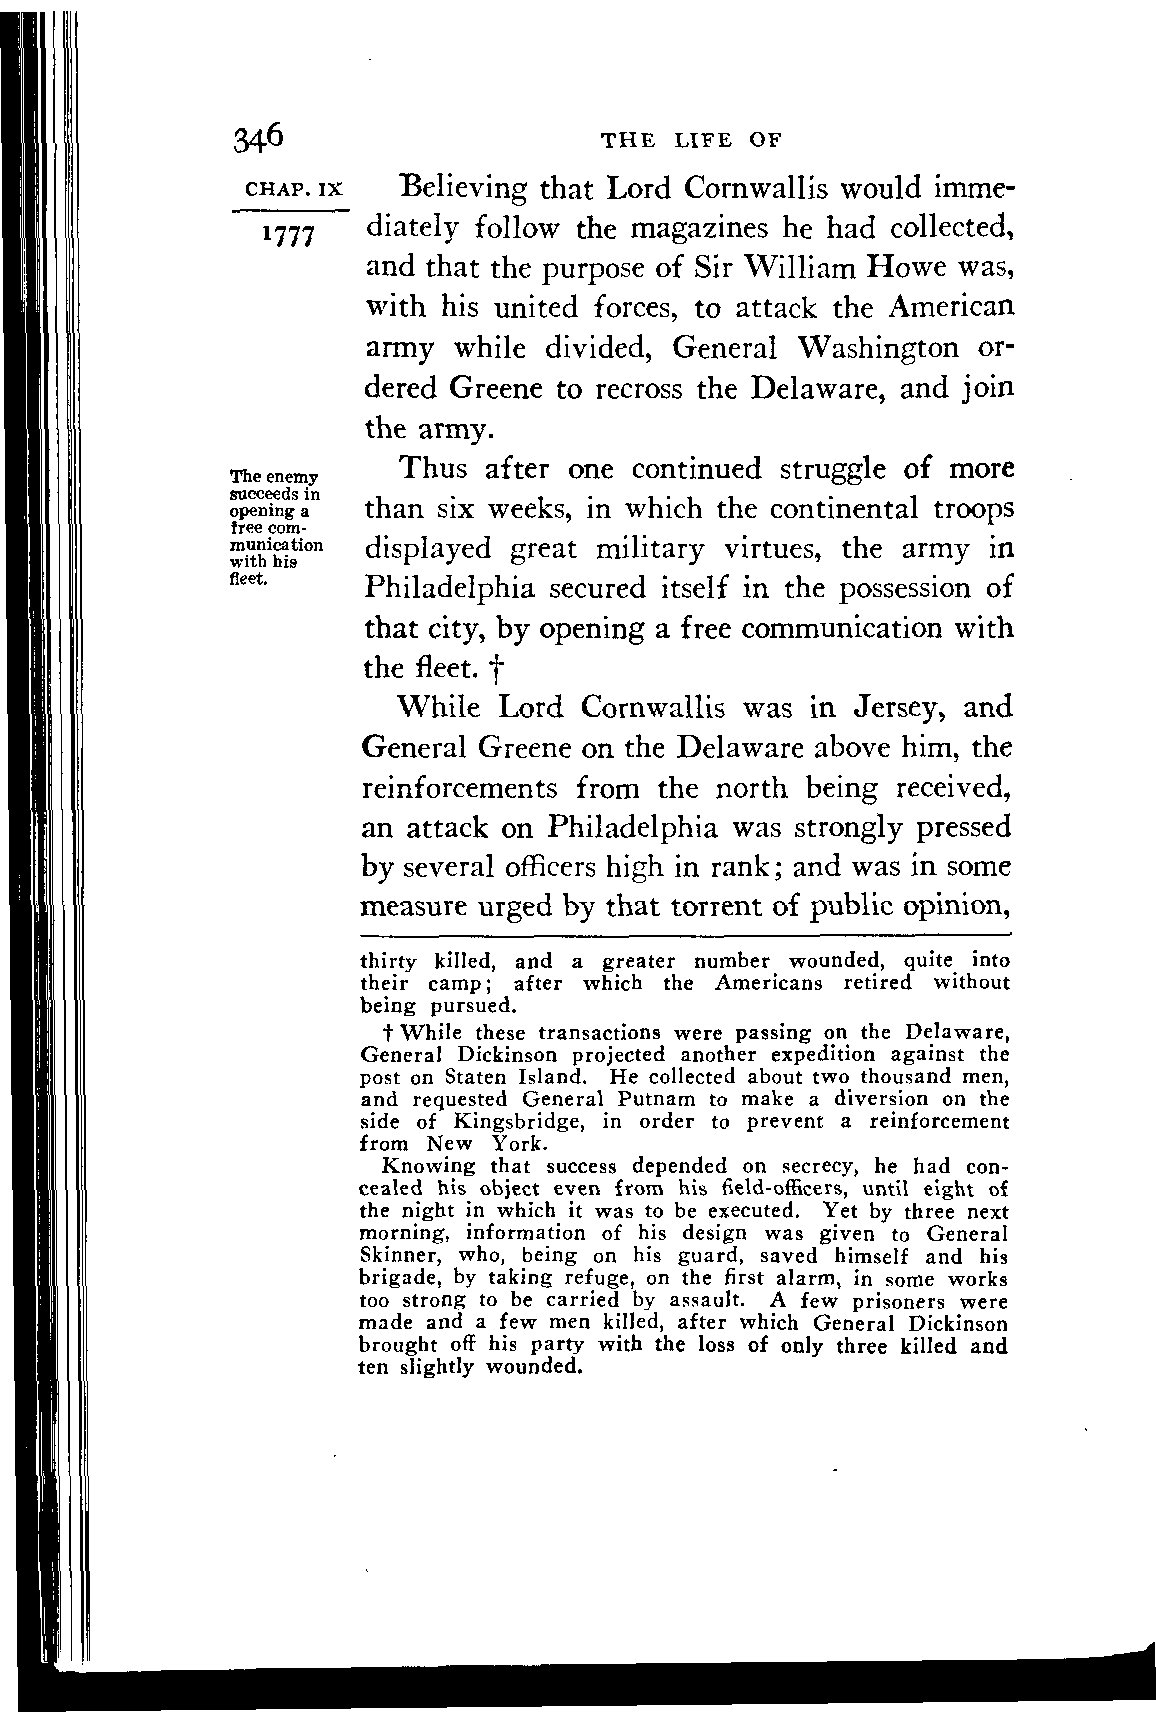 346 THE LIFE OF
CHAP. IX
1777
Believing that Lord Cornwallis would imme-
diately follow the magazines he had collected,
and that the purpose of Sir William Howe was,
with his united forces, to attack the American
army while divided, General Washington or-
dered Greene to recross the Delaware, and join
the army.
The enemy
succeeds in
opening a
free com-
munication
with his
fleet.
Thus after one continued struggle of more
than six weeks, in which the continental troops
displayed great military virtues, the army in
Philadelphia secured itself in the possession of
that city, by opening a free communication with
the fleet. †
While Lord Cornwallis was in Jersey, and
General Greene on the Delaware above him, the
reinforcements from the north being received,
an attack on Philadelphia was strongly pressed
by several officers high in rank; and was in some
measure urged by that torrent of public opinion,
thirty killed, and a greater number wounded, quite into
their camp; after which the Americans retired without
being pursued.
† While these transactions were passing on the Delaware,
General Dickinson projected another expedition against the
post on Staten Island. He collected about two thousand men,
and requested General Putnam to make a diversion on the
side of Kingsbridge, in order to prevent a reinforcement
from New York.
Knowing that success depended on secrecy, he had con-
cealed his object even from his field-officers, until eight of
the night in which it was to be executed. Yet by three next
morning, information of his design was given to General
Skinner, who, being on his guard, saved himself and his
brigade, by taking refuge, on the first alarm, in some works
too strong to be carried by assault. A few prisoners were
made and a few men killed, after which General Dickinson
brought off his party with the loss of only three killed and
ten slightly wounded.